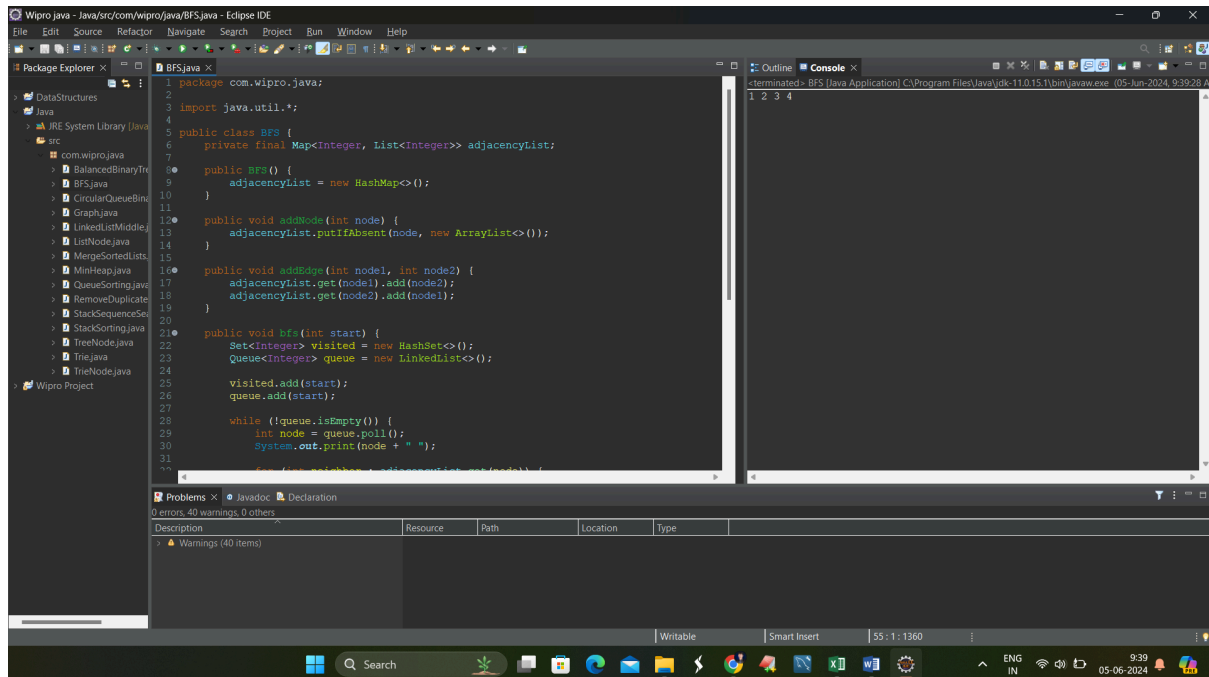 Wipro java - Java/src/com/wipro/java/BFS.java - Eclipse IDE
File Edit Source Refactor Navigate Search Project Run Window Help
Package Explorer
DataStructures
Java
JRE System Library [Java
src
com.wipro.java
BalancedBinaryTre
BFS.java
CircularQueueBina
Graph.java
LinkedListMiddle.j
ListNode.java
MergeSortedLists.
MinHeap.java
QueueSorting.java
RemoveDuplicate
StackSequenceSea
StackSorting.java
TreeNode.java
Trie.java
TrieNode.java
Wipro Project
BFS.java
1 package com.wipro.java;
2
3 import java.util.*;
4
5 public class BFS {
6 private final Map<Integer, List<Integer>> adjacencyList;
7
8 public BFS() {
9 adjacencyList = new HashMap<>();
10 }
11
12 public void addNode(int node) {
13 adjacencyList.putIfAbsent(node, new ArrayList<>());
14 }
15
16 public void addEdge(int node1, int node2) {
17 adjacencyList.get(node1).add(node2);
18 adjacencyList.get(node2).add(node1);
19 }
20
21 public void bfs(int start) {
22 Set<Integer> visited = new HashSet<>();
23 Queue<Integer> queue = new LinkedList<>();
24
25 visited.add(start);
26 queue.add(start);
27
28 while (!queue.isEmpty()) {
29 int node = queue.poll();
30 System.out.print(node + " ");
31
32 for (int neighbor : adjacencyList.get(node)) {
Outline Console
<terminated> BFS [Java Application] C:\Program Files\Java\jdk-11.0.15.1\bin\javaw.exe (05-Jun-2024, 9:39:28 A
1 2 3 4
Problems Javadoc Declaration
0 errors, 40 warnings, 0 others
Description Resource Path Location Type
Warnings (40 items)
Writable Smart Insert 55 : 1 : 1360
Search
ENG
IN
9:39
05-06-2024